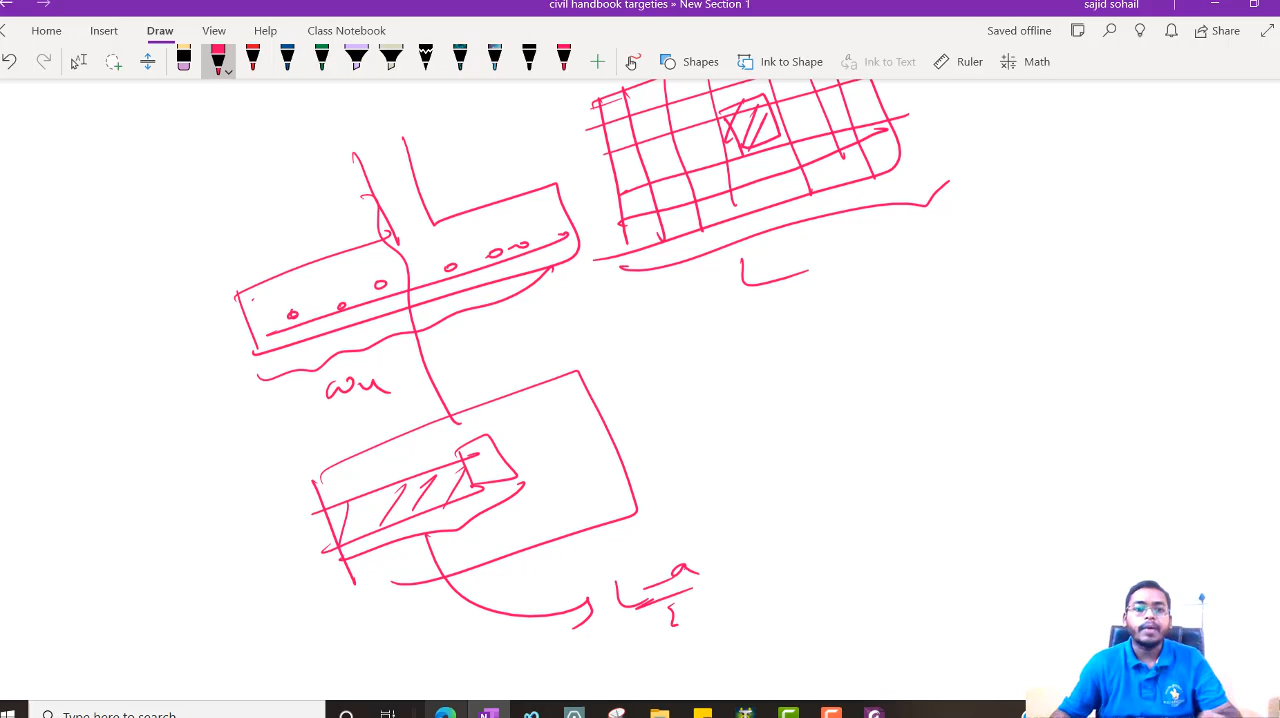 civil handbook targeties » New Section 1
sajid sohail
Home Insert Draw View Help Class Notebook
Saved offline
Share
Shapes
Ink to Shape
Ink to Text
Ruler
Math
L
L-a
2
Type here to search